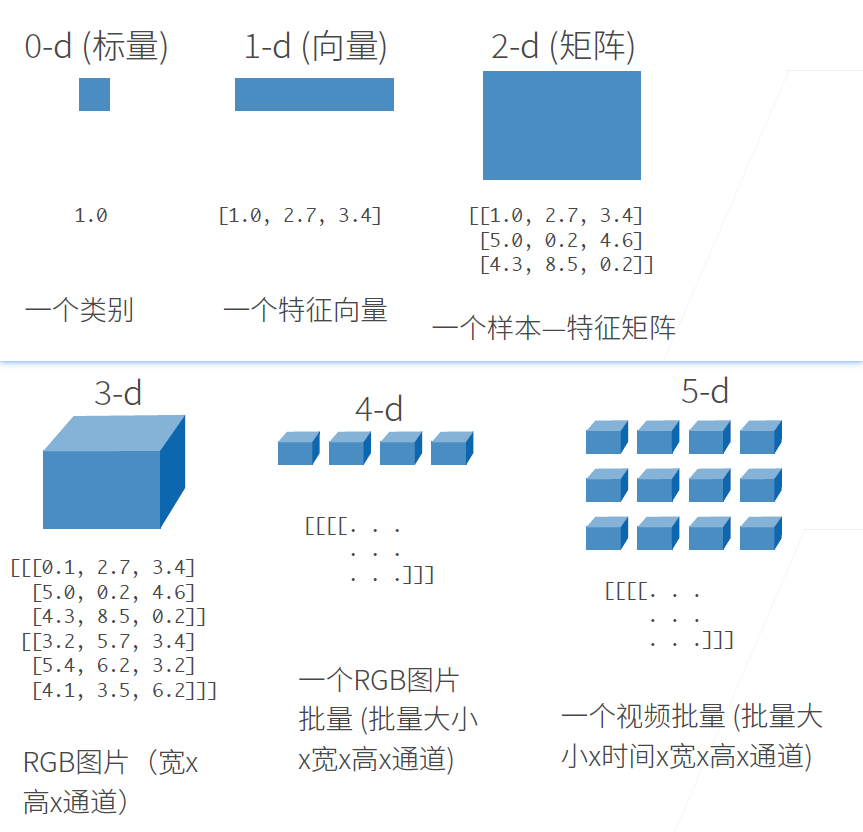 0-d (标量)
1-d (向量)
2-d (矩阵)
1.0
[1.0, 2.7, 3.4]
[[1.0, 2.7, 3.4]
[5.0, 0.2, 4.6]
[4.3, 8.5, 0.2]]
一个类别
一个特征向量
一个样本—特征矩阵
3-d
[[[0.1, 2.7, 3.4]
[5.0, 0.2, 4.6]
[4.3, 8.5, 0.2]]
[[3.2, 5.7, 3.4]
[5.4, 6.2, 3.2]
[4.1, 3.5, 6.2]]]
RGB图片（宽x
高x通道）
4-d
[[[[. . .
. . .
. . .]]]
一个RGB图片
批量 (批量大小
x宽x高x通道)
5-d
[[[[. . .
. . .
. . .]]]
一个视频批量 (批量大
小x时间x宽x高x通道)